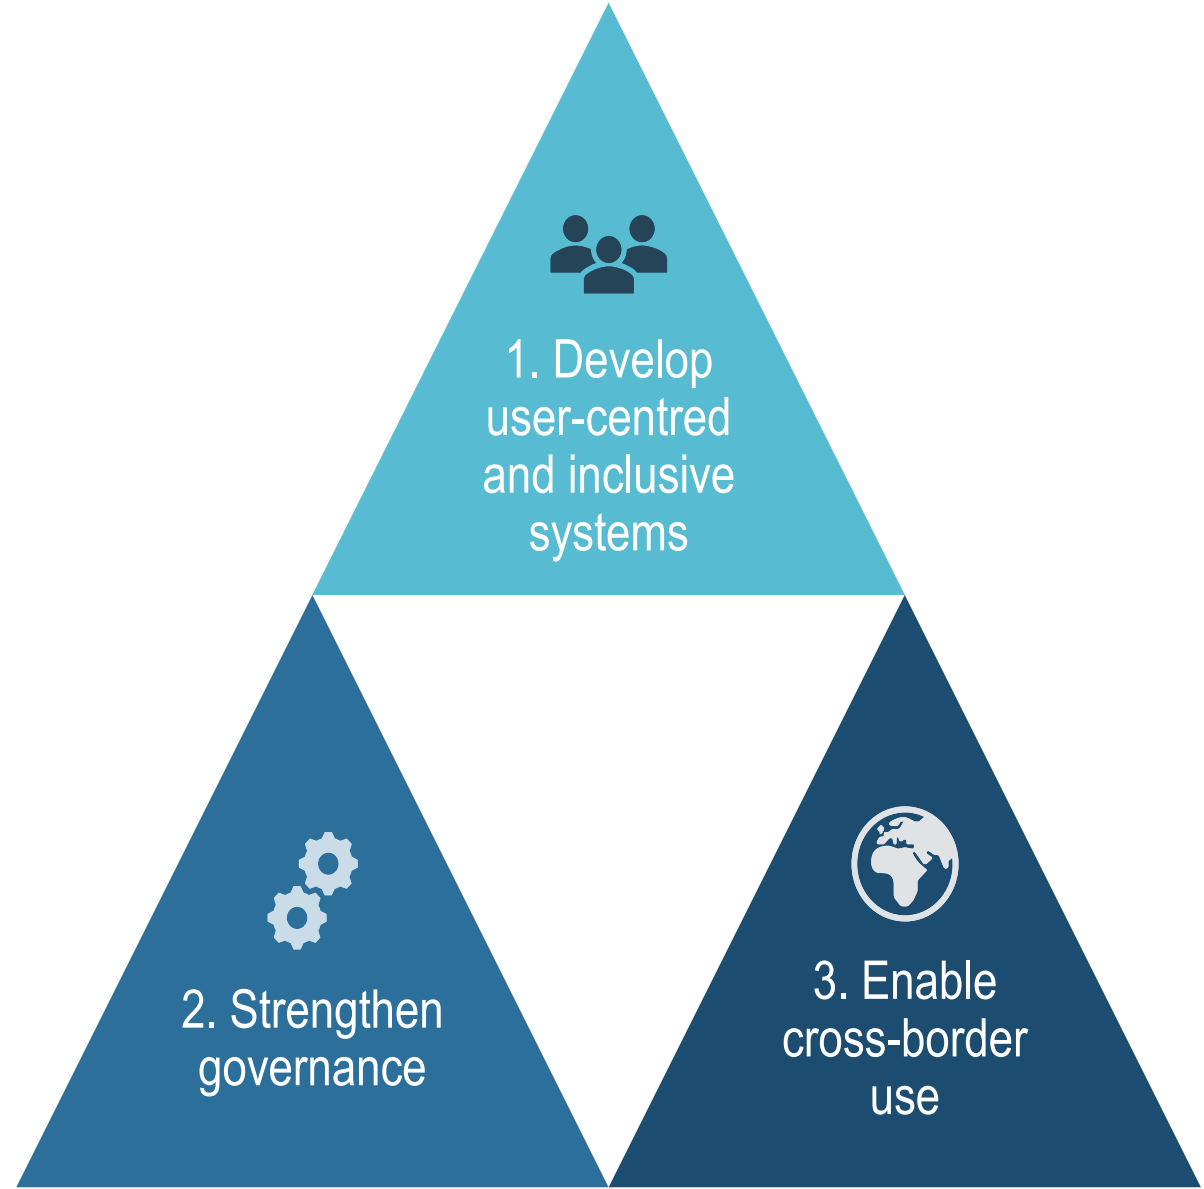 1. Develop
user-centred
and inclusive
systems
2. Strengthen
governance
3. Enable
cross-border
use